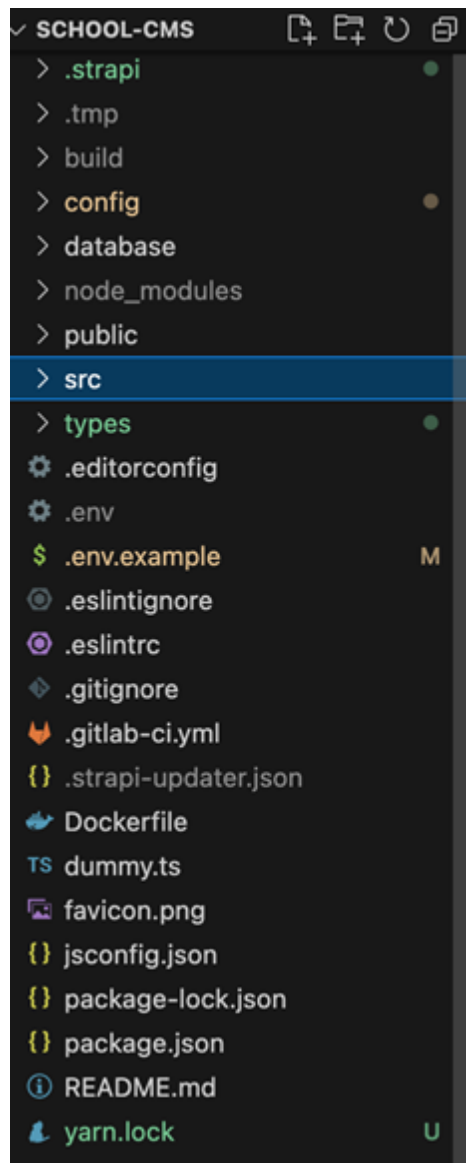 SCHOOL-CMS
.strapi
.tmp
build
config
database
node_modules
public
src
types
.editorconfig
.env
$ .env.example M
.eslintignore
.eslintrc
.gitignore
.gitlab-ci.yml
{} .strapi-updater.json
Dockerfile
TS dummy.ts
favicon.png
{} jsconfig.json
{} package-lock.json
{} package.json
README.md
yarn.lock U